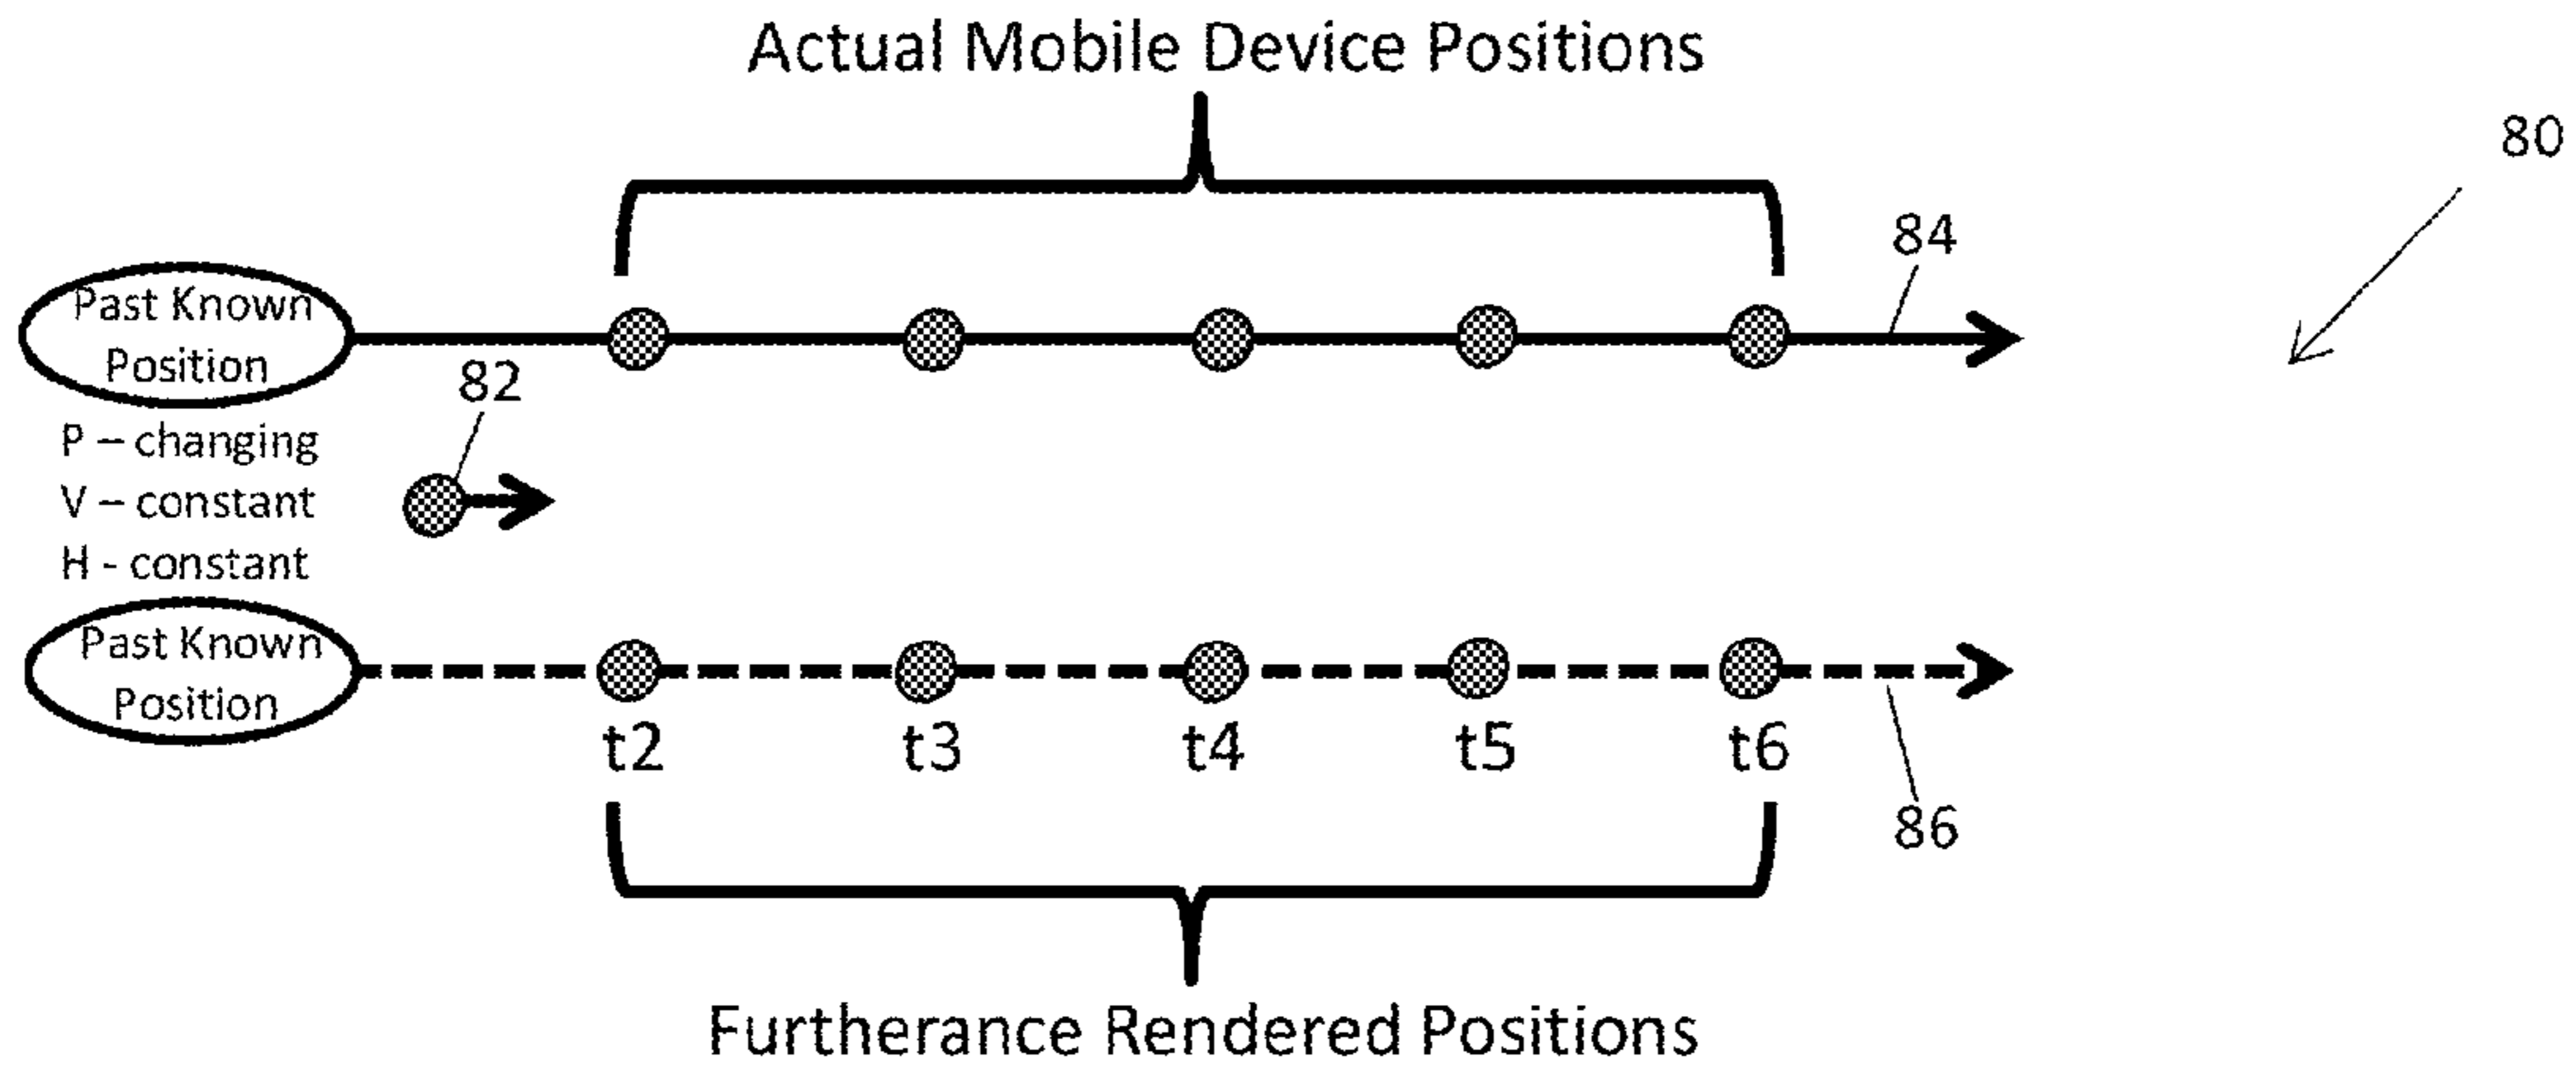 Actual Mobile Device Positions
80
84
Past Known
Position
82
P – changing
V – constant
H - constant
Past Known
Position
t2 t3 t4 t5 t6
86
Furtherance Rendered Positions